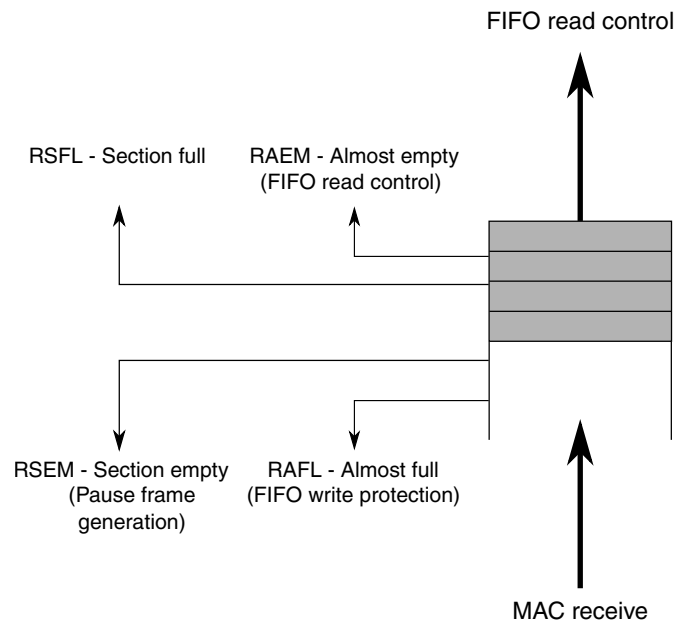 FIFO read control
RSFL - Section full
RAEM - Almost empty
(FIFO read control)
RSEM - Section empty
(Pause frame
generation)
RAFL - Almost full
(FIFO write protection)
MAC receive